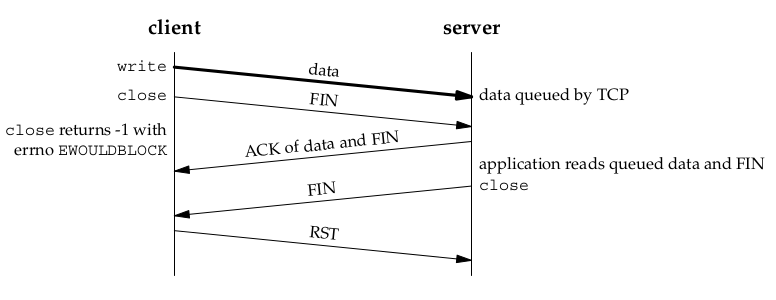 client
server
write
data
close
FIN
data queued by TCP
close returns -1 with
errno EWOULDBLOCK
ACK of data and FIN
application reads queued data and FIN
close
FIN
RST